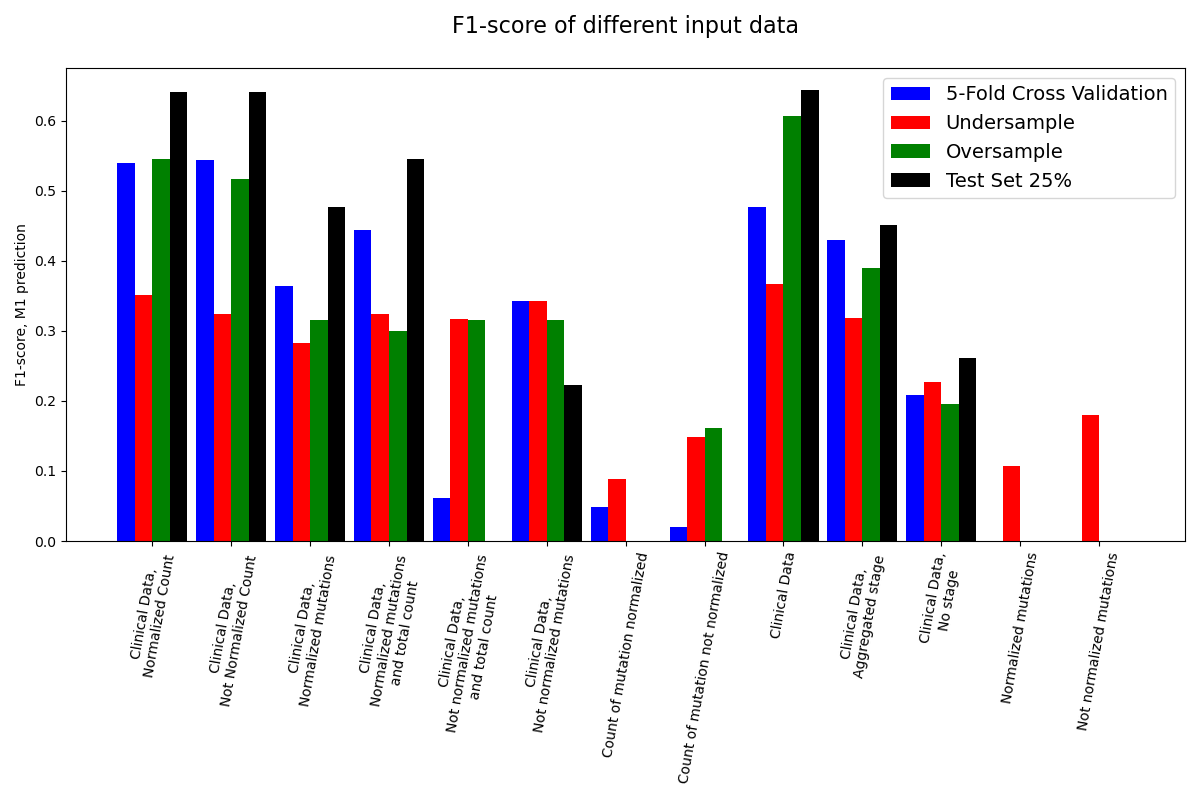 F1-score of different input data
5-Fold Cross Validation
Undersample
Oversample
Test Set 25%
F1-score, M1 prediction
0.6
0.5
0.4
0.3
0.2
0.1
0.0
Clinical Data,
Normalized Count
Clinical Data,
Not Normalized Count
Clinical Data,
Normalized mutations
Clinical Data,
Normalized mutations
and total count
Clinical Data,
Not normalized mutations
and total count
Clinical Data,
Not normalized mutations
Count of mutation normalized
Count of mutation not normalized
Clinical Data
Clinical Data,
Aggregated stage
Clinical Data,
No stage
Normalized mutations
Not normalized mutations